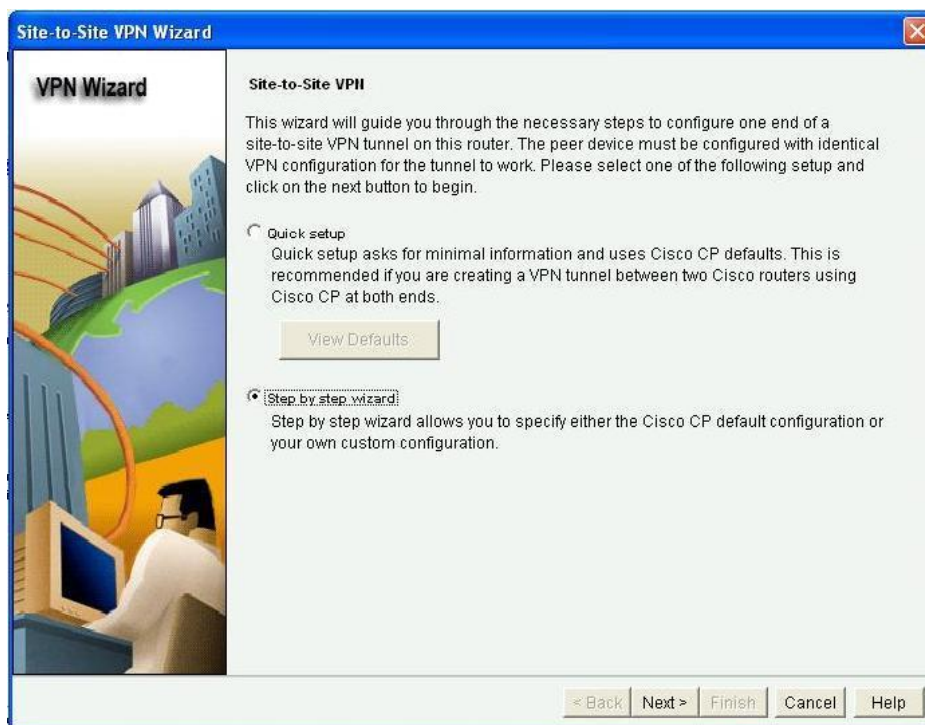 Site-to-Site VPN Wizard
VPN Wizard
Site-to-Site VPN
This wizard will guide you through the necessary steps to configure one end of a
site-to-site VPN tunnel on this router. The peer device must be configured with identical
VPN configuration for the tunnel to work. Please select one of the following setup and
click on the next button to begin.
Quick setup
Quick setup asks for minimal information and uses Cisco CP defaults. This is
recommended if you are creating a VPN tunnel between two Cisco routers using
Cisco CP at both ends.
View Defaults
Step by step wizard
Step by step wizard allows you to specify either the Cisco CP default configuration or
your own custom configuration.
< Back Next > Finish Cancel Help